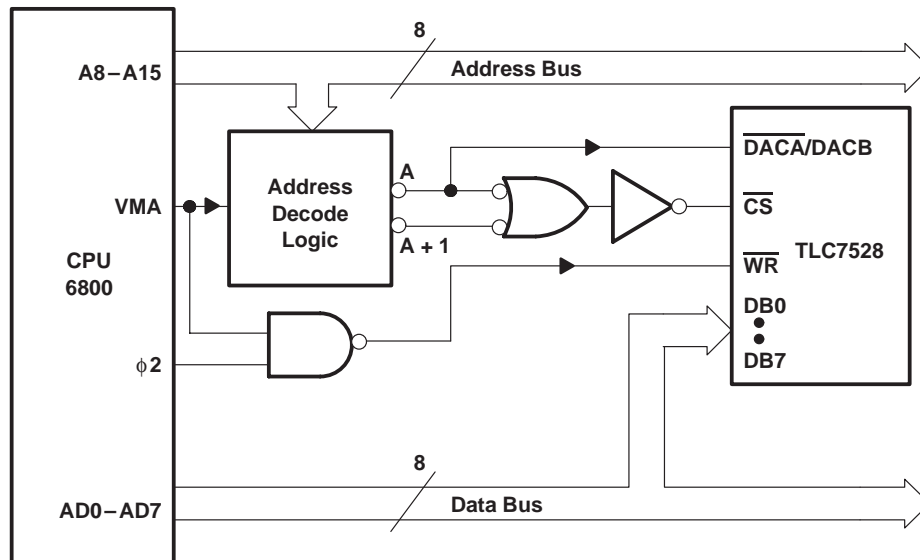 8
A8–A15
Address Bus
A
DACA/DACB
Address
Decode
Logic
VMA
CS
A + 1
TLC7528
CPU
6800
WR
DB0
φ2
DB7
8
AD0–AD7
Data Bus